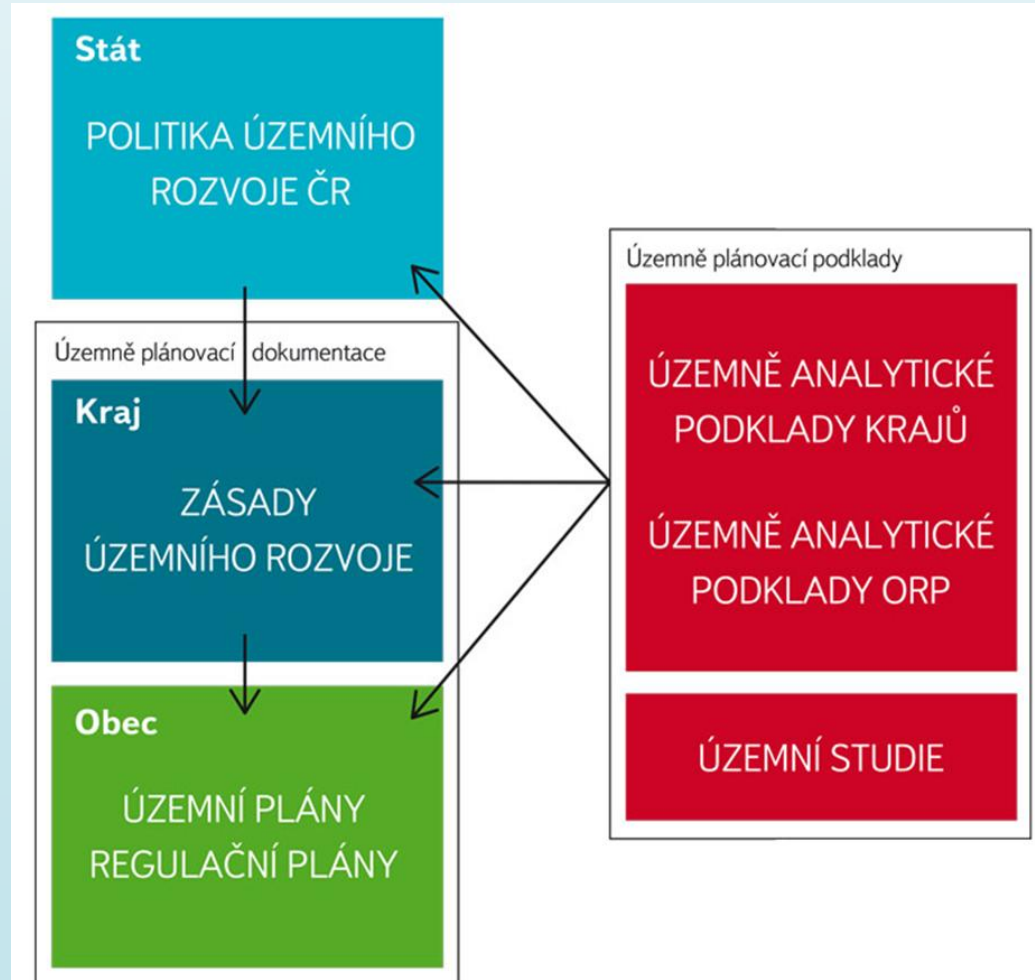 Stát
POLITIKA ÚZEMNÍHO
ROZVOJE ČR
Územně plánovací dokumentace
Kraj
ZÁSADY
ÚZEMNÍHO ROZVOJE
Obec
ÚZEMNÍ PLÁNY
REGULAČNÍ PLÁNY
Územně plánovací podklady
ÚZEMNĚ ANALYTICKÉ
PODKLADY KRAJŮ
ÚZEMNĚ ANALYTICKÉ
PODKLADY ORP
ÚZEMNÍ STUDIE